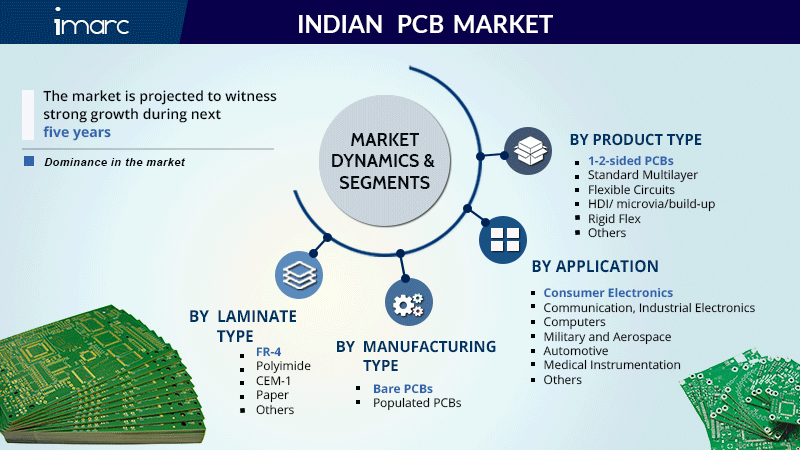 imarc
INDIAN PCB MARKET
The market is projected to witness
strong growth during next
five years
Dominance in the market
MARKET
DYNAMICS &
SEGMENTS
BY PRODUCT TYPE
1-2-sided PCBs
Standard Multilayer
Flexible Circuits
HDI/ microvia/build-up
Rigid Flex
Others
BY APPLICATION
Consumer Electronics
Communication, Industrial Electronics
Computers
Military and Aerospace
Automotive
Medical Instrumentation
Others
BY MANUFACTURING
TYPE
Bare PCBs
Populated PCBs
BY LAMINATE
TYPE
FR-4
Polyimide
CEM-1
Paper
Others